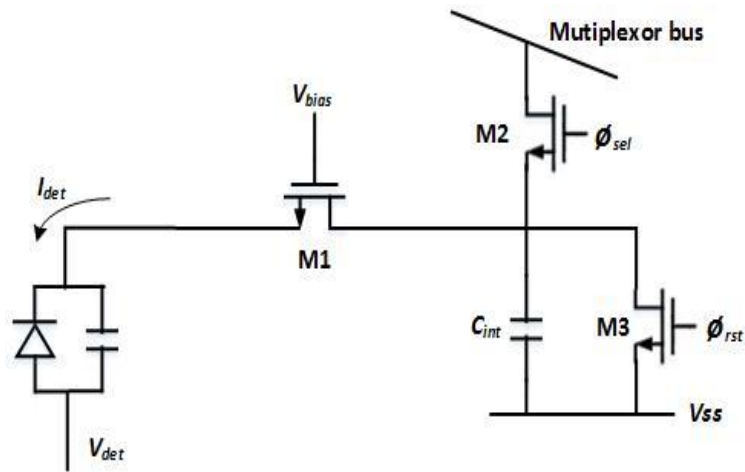 Mutiplexor bus
V_bias
M2
Ø_sel
I_det
M1
C_int
M3
Ø_rst
Vss
V_det